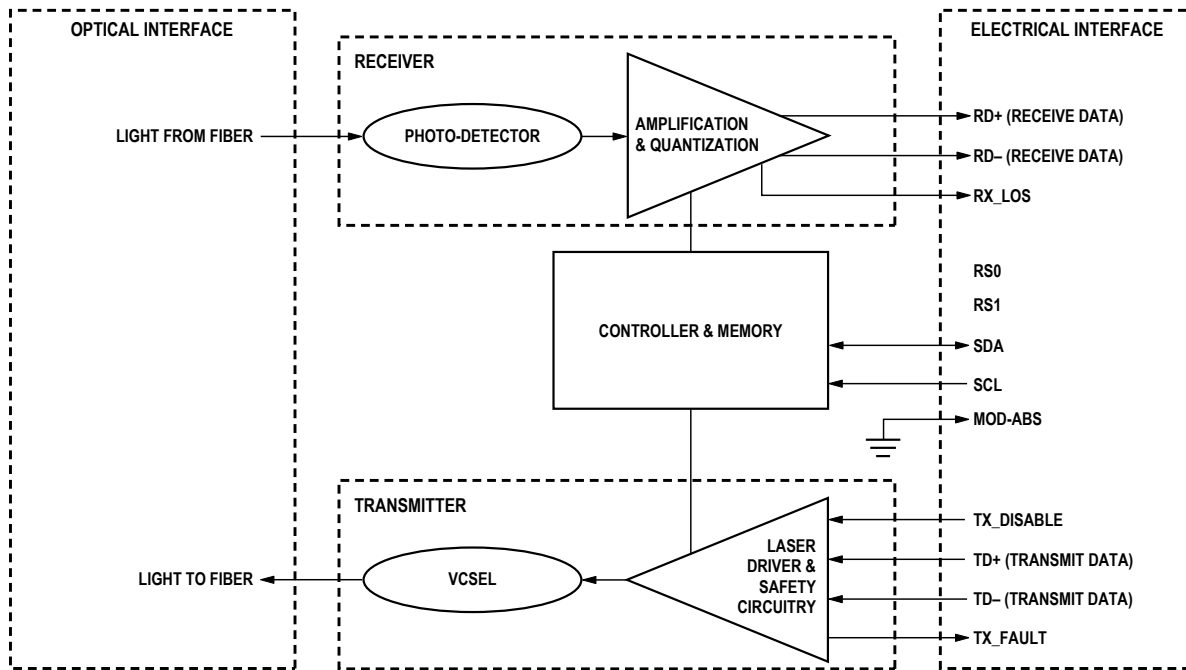 OPTICAL INTERFACE
LIGHT FROM FIBER
LIGHT TO FIBER
RECEIVER
PHOTO-DETECTOR
AMPLIFICATION
& QUANTIZATION
CONTROLLER & MEMORY
TRANSMITTER
VCSEL
LASER
DRIVER &
SAFETY
CIRCUITRY
ELECTRICAL INTERFACE
RD+ (RECEIVE DATA)
RD– (RECEIVE DATA)
RX_LOS
RS0
RS1
SDA
SCL
MOD-ABS
TX_DISABLE
TD+ (TRANSMIT DATA)
TD– (TRANSMIT DATA)
TX_FAULT